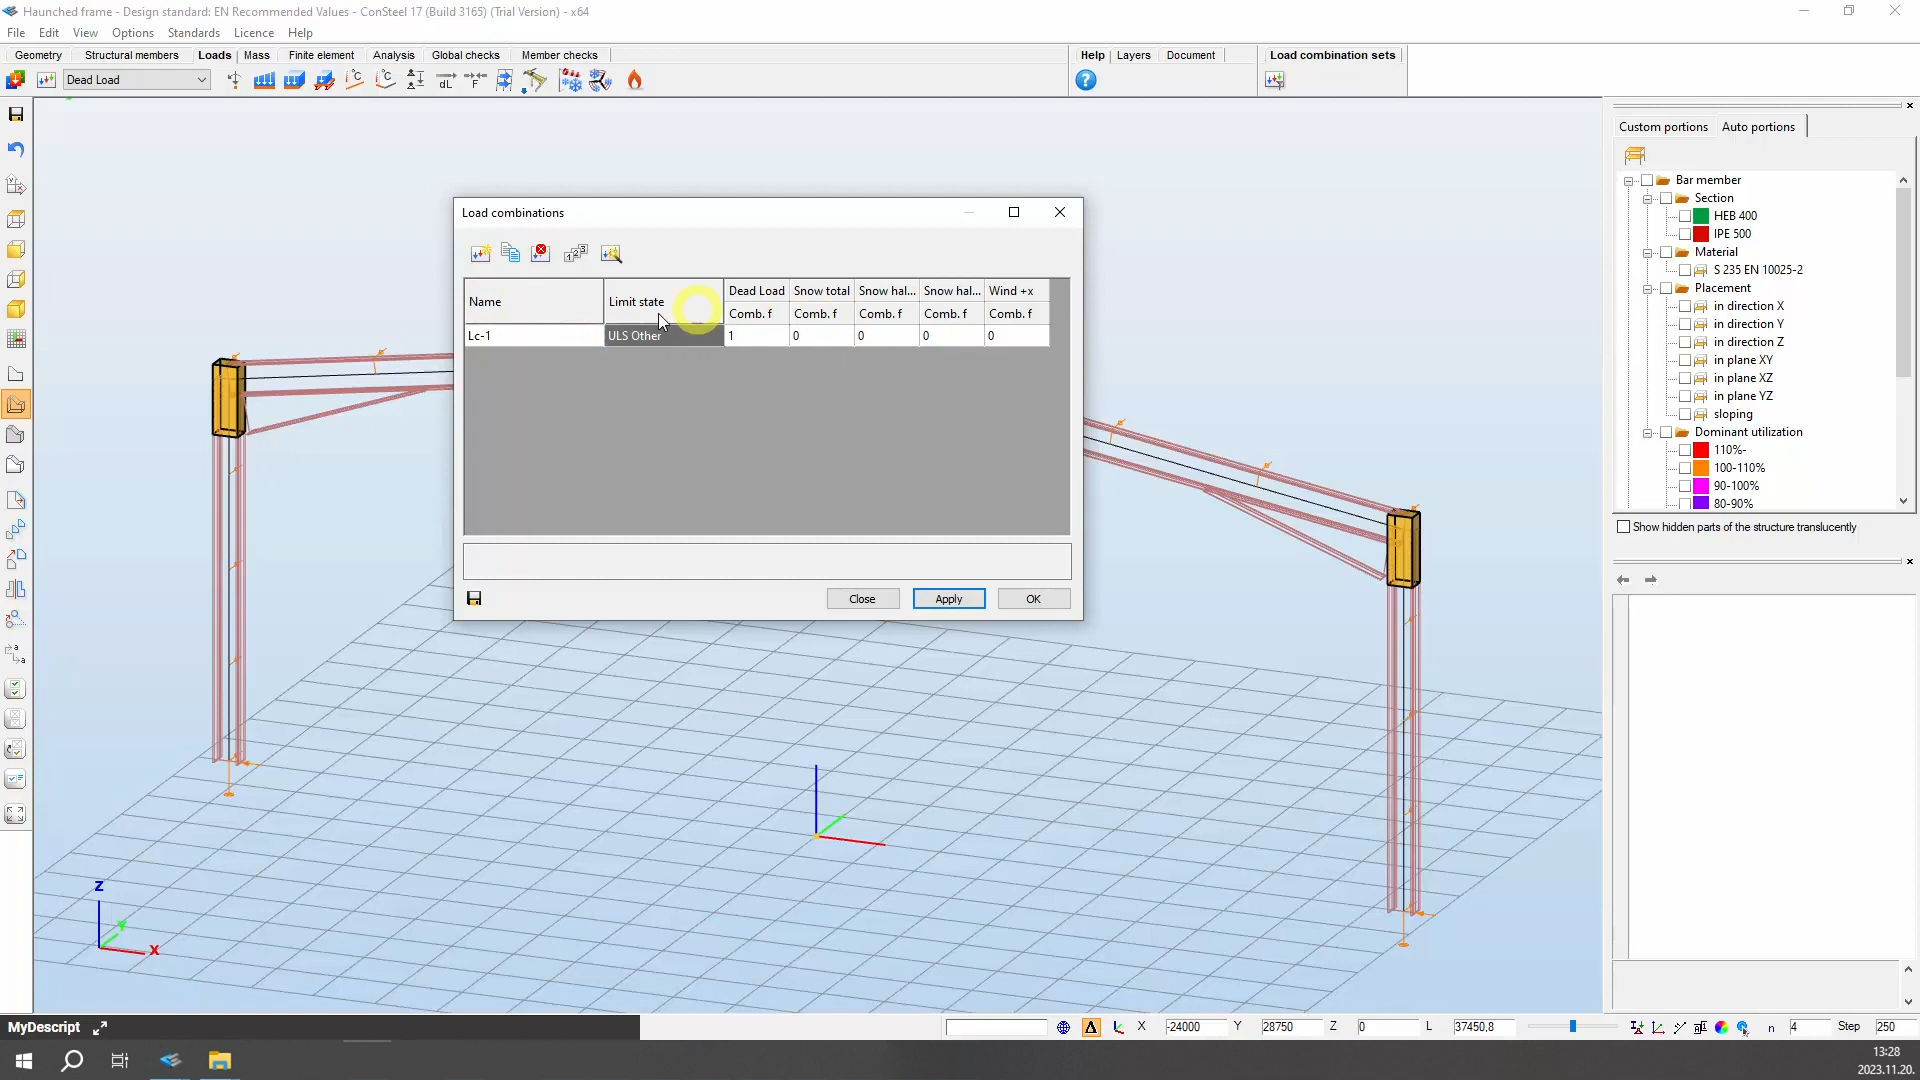 Haunched frame - Design standard: EN Recommended Values - ConSteel 17 (Build 3165) (Trial Version) - x64
File Edit View Options Standards Licence Help
Geometry Structural members Loads Mass Finite element Analysis Global checks Member checks Help Layers Document Load combination sets
Dead Load
Custom portions Auto portions
Bar member
Section
HEB 400
IPE 500
Material
S 235 EN 10025-2
Placement
in direction X
in direction Y
in direction Z
in plane XY
in plane XZ
in plane YZ
sloping
Dominant utilization
110%-
100-110%
90-100%
80-90%
Show hidden parts of the structure translucently
Load combinations
Name Limit state Dead Load Snow total Snow hal... Snow hal... Wind +x
Comb. f Comb. f Comb. f Comb. f Comb. f
Lc-1 ULS Other 1 0 0 0 0
Close Apply OK
Z
Y
X
MyDescript X -24000 Y 28750 Z 0 L 37450,8 n 4 Step 250
13:28
2023.11.20.